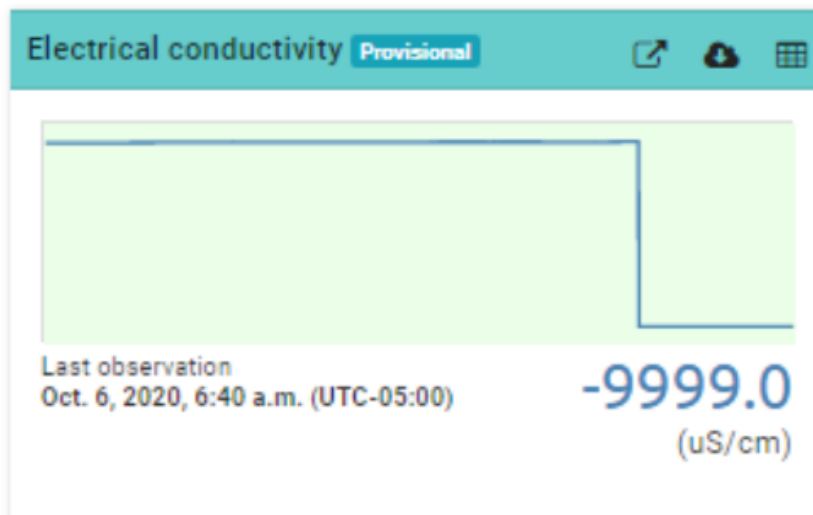 Electrical conductivity Provisional
Last observation
Oct. 6, 2020, 6:40 a.m. (UTC-05:00)
-9999.0
(uS/cm)